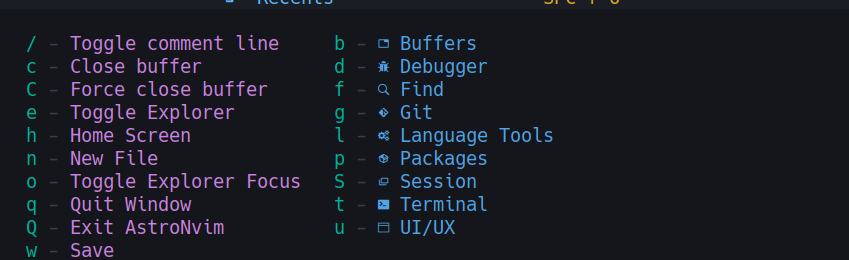 Recents SPC f o
/ – Toggle comment line b – Buffers
c – Close buffer d – Debugger
C – Force close buffer f – Find
e – Toggle Explorer g – Git
h – Home Screen l – Language Tools
n – New File p – Packages
o – Toggle Explorer Focus S – Session
q – Quit Window t – Terminal
Q – Exit AstroNvim u – UI/UX
w – Save